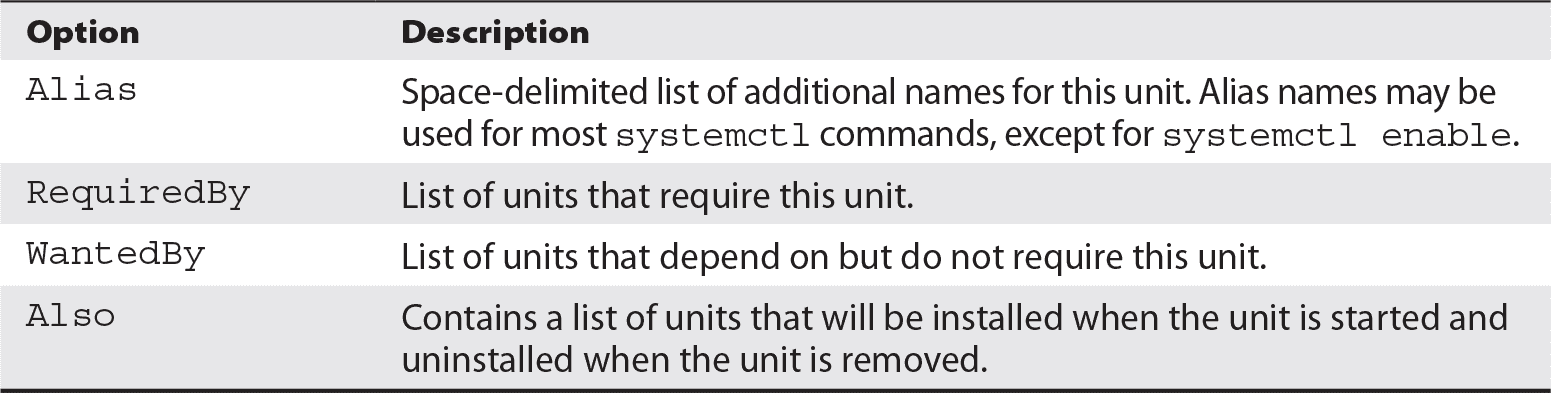 Option Description
Alias Space-delimited list of additional names for this unit. Alias names may be
used for most systemctl commands, except for systemctl enable.
RequiredBy List of units that require this unit.
WantedBy List of units that depend on but do not require this unit.
Also Contains a list of units that will be installed when the unit is started and
uninstalled when the unit is removed.